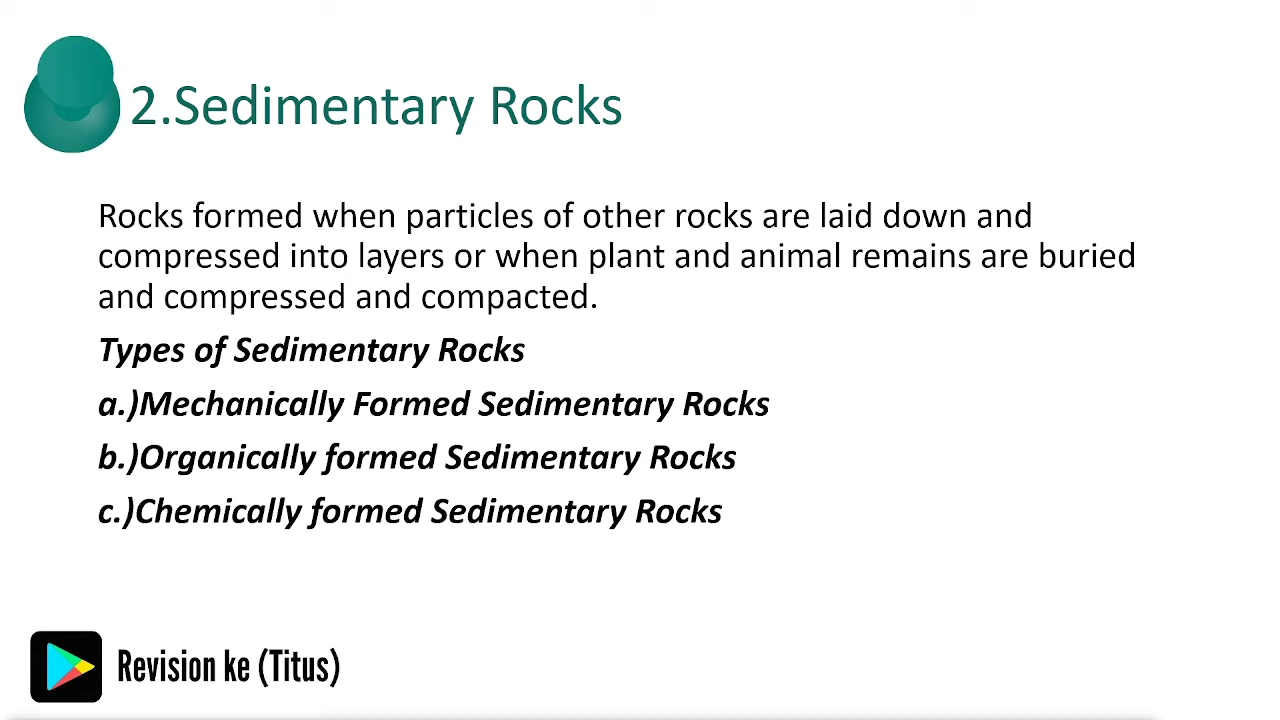 2.Sedimentary Rocks
Rocks formed when particles of other rocks are laid down and
compressed into layers or when plant and animal remains are buried
and compressed and compacted.
Types of Sedimentary Rocks
a.)Mechanically Formed Sedimentary Rocks
b.)Organically formed Sedimentary Rocks
c.)Chemically formed Sedimentary Rocks
Revision ke (Titus)